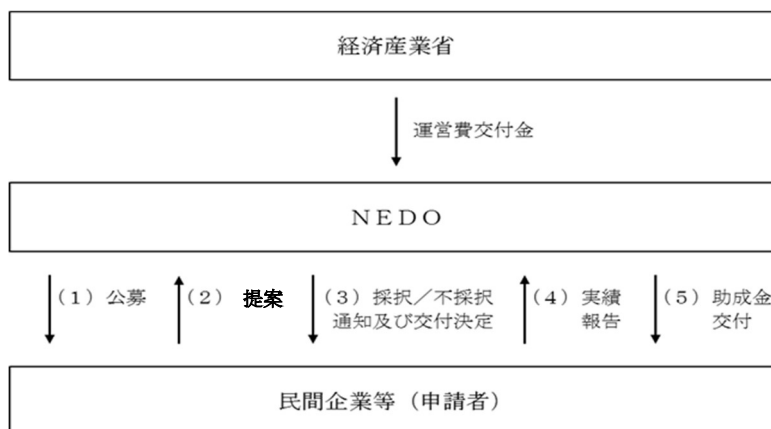 経済産業省
運営費交付金
NEDO
(1) 公募
(2) 提案
(3) 採択／不採択
通知及び交付決定
(4) 実績
報告
(5) 助成金
交付
民間企業等（申請者）